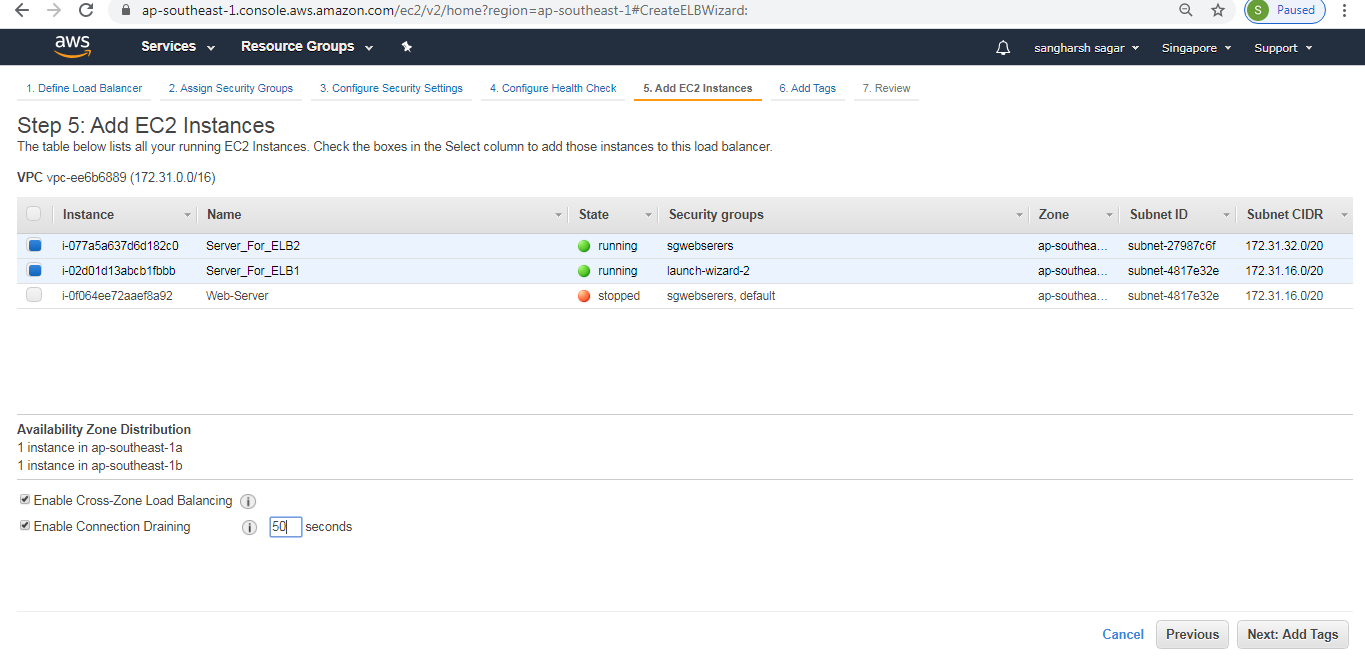 ap-southeast-1.console.aws.amazon.com/ec2/v2/home?region=ap-southeast-1#CreateELBWizard:
S Paused
aws Services Resource Groups sangharsh sagar Singapore Support
1. Define Load Balancer 2. Assign Security Groups 3. Configure Security Settings 4. Configure Health Check 5. Add EC2 Instances 6. Add Tags 7. Review
Step 5: Add EC2 Instances
The table below lists all your running EC2 Instances. Check the boxes in the Select column to add those instances to this load balancer.
VPC vpc-ee6b6889 (172.31.0.0/16)
Instance Name State Security groups Zone Subnet ID Subnet CIDR
i-077a5a637d6d182c0 Server_For_ELB2 running sgwebserers ap-southea... subnet-27987c6f 172.31.32.0/20
i-02d01d13abcb1fbbb Server_For_ELB1 running launch-wizard-2 ap-southea... subnet-4817e32e 172.31.16.0/20
i-0f064ee72aaef8a92 Web-Server stopped sgwebserers, default ap-southea... subnet-4817e32e 172.31.16.0/20
Availability Zone Distribution
1 instance in ap-southeast-1a
1 instance in ap-southeast-1b
Enable Cross-Zone Load Balancing i
Enable Connection Draining i 50 seconds
Cancel Previous Next: Add Tags